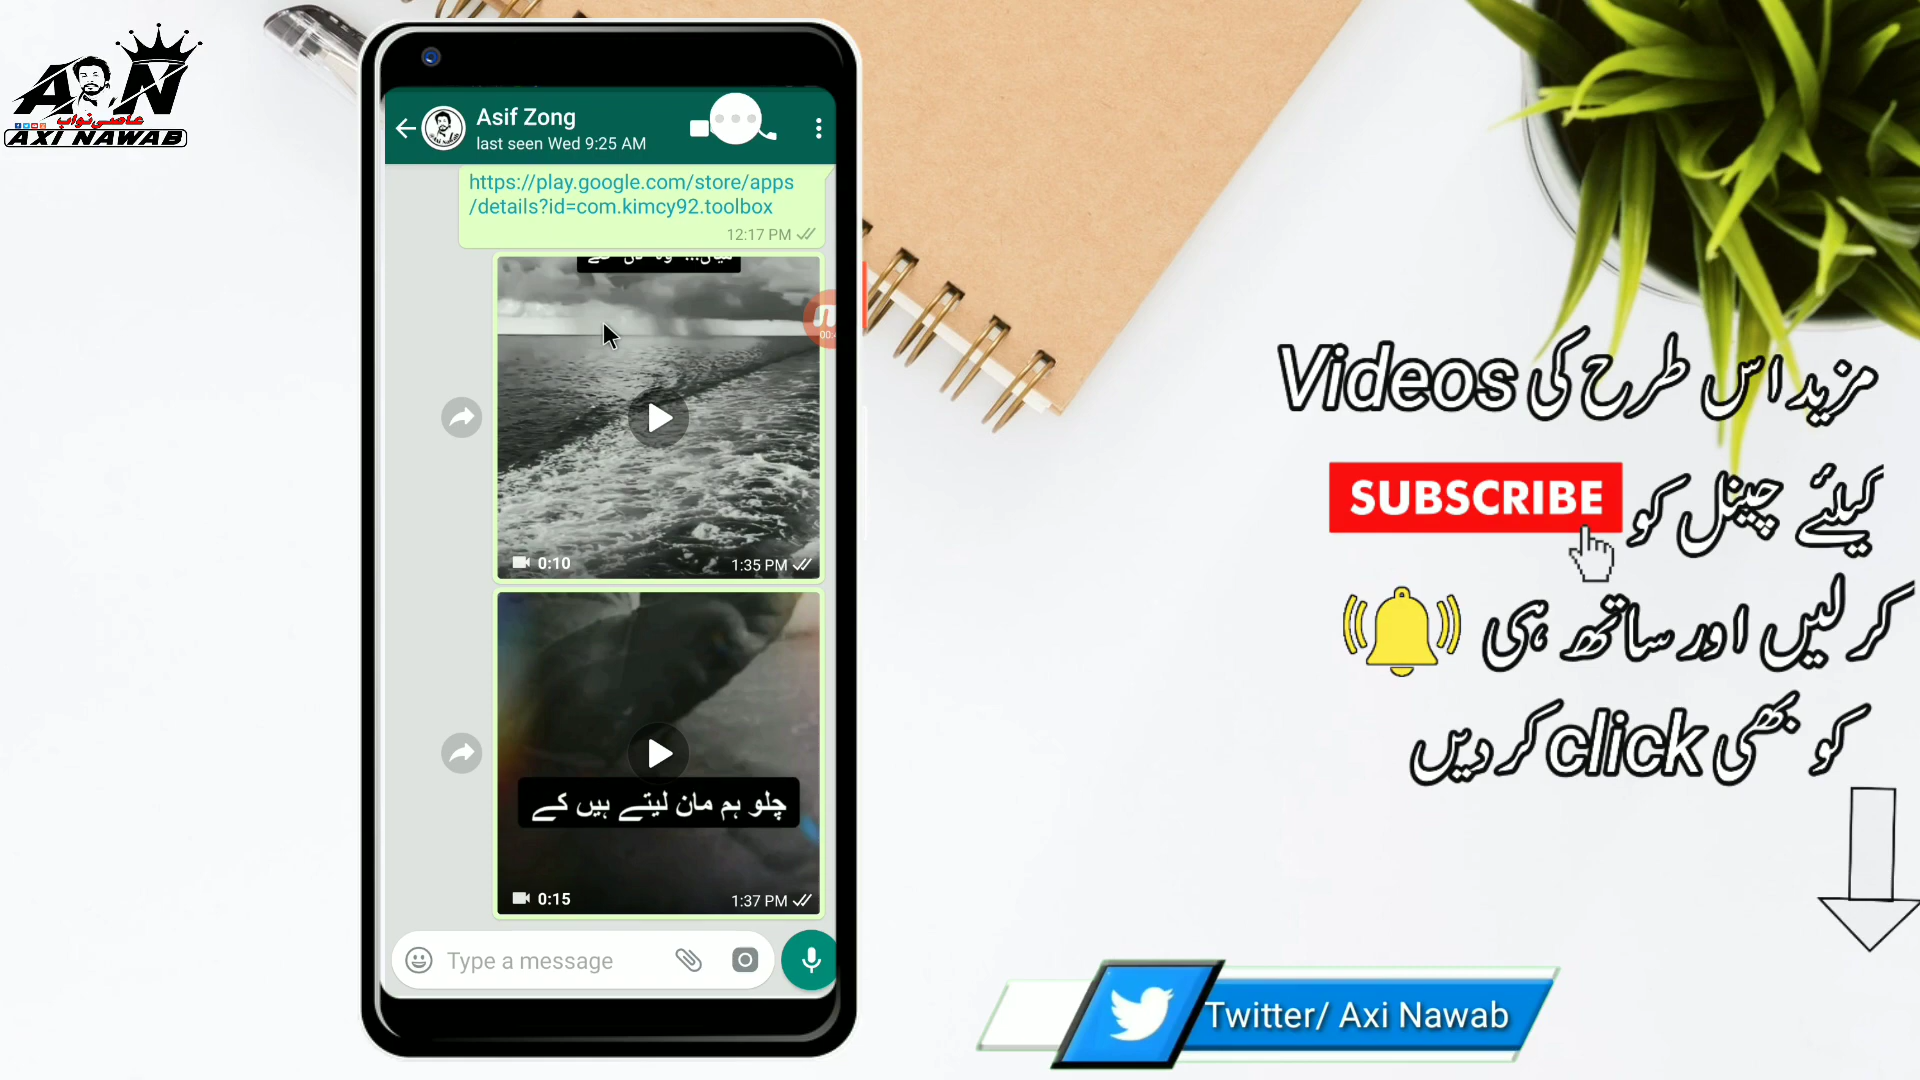 عاصی نواب
AXI NAWAB
Asif Zong
last seen Wed 9:25 AM
https://play.google.com/store/apps
/details?id=com.kimcy92.toolbox
12:17 PM
0:10
1:35 PM
چلو ہم مان لیتے ہیں کے
0:15
1:37 PM
Type a message
مزید اس طرح کی Videos
کیلئے چینل کو SUBSCRIBE
کر لیں اور ساتھ ہی
کو بھی click کر دیں
Twitter/ Axi Nawab